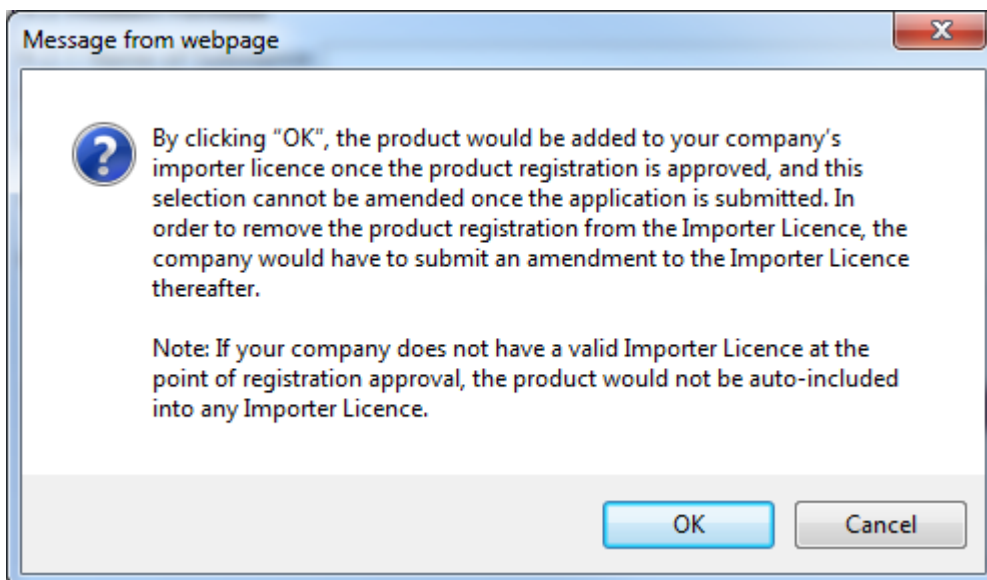 Message from webpage
By clicking “OK”, the product would be added to your company’s
importer licence once the product registration is approved, and this
selection cannot be amended once the application is submitted. In
order to remove the product registration from the Importer Licence, the
company would have to submit an amendment to the Importer Licence
thereafter.
Note: If your company does not have a valid Importer Licence at the
point of registration approval, the product would not be auto-included
into any Importer Licence.
OK
Cancel